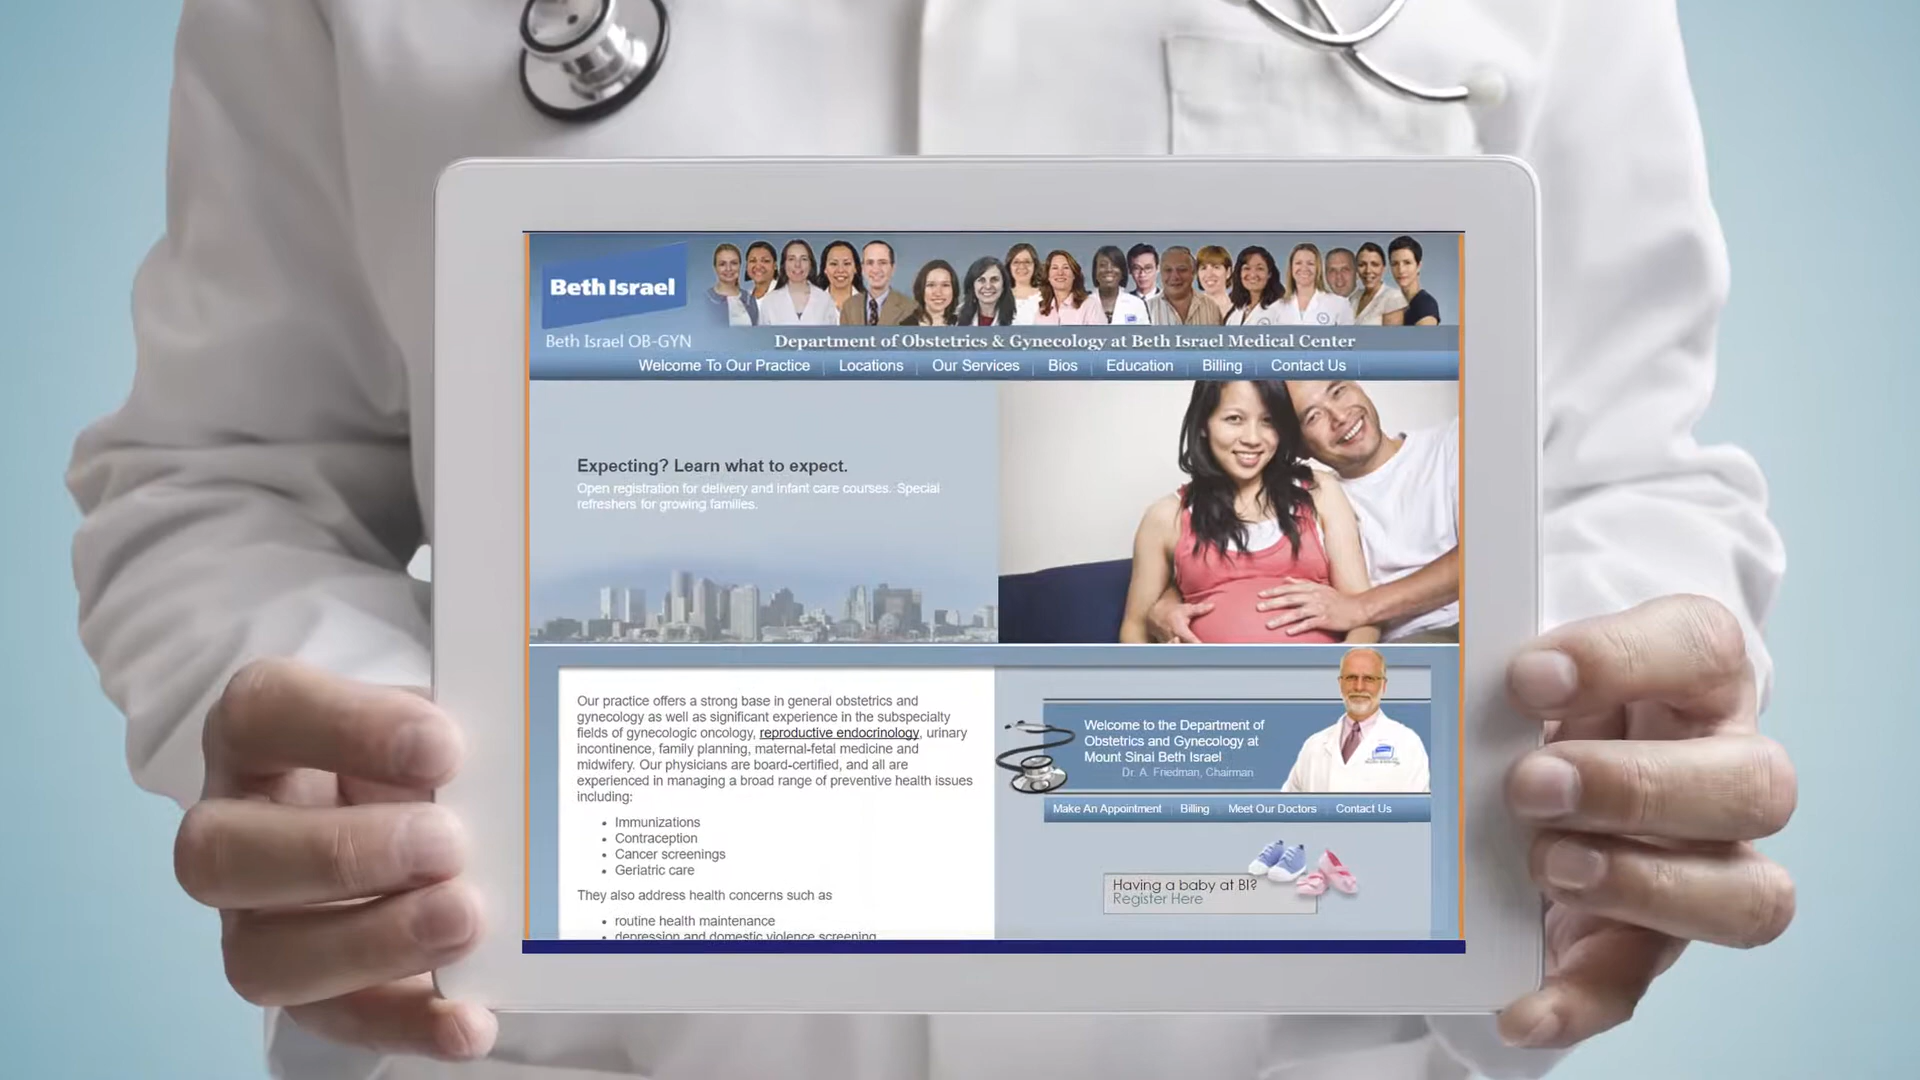 Beth Israel
Beth Israel OB-GYN
Department of Obstetrics & Gynecology at Beth Israel Medical Center
Welcome To Our Practice
Locations
Our Services
Bios
Education
Billing
Contact Us
Expecting? Learn what to expect.
Open registration for delivery and infant care courses. Special
refreshers for growing families.
Our practice offers a strong base in general obstetrics and
gynecology as well as significant experience in the subspecialty
fields of gynecologic oncology, reproductive endocrinology, urinary
incontinence, family planning, maternal-fetal medicine and
midwifery. Our physicians are board-certified, and all are
experienced in managing a broad range of preventive health issues
including:
• Immunizations
• Contraception
• Cancer screenings
• Geriatric care
They also address health concerns such as
• routine health maintenance
• depression and domestic violence screening
Welcome to the Department of
Obstetrics and Gynecology at
Mount Sinai Beth Israel
Dr. A. Friedman, Chairman
Make An Appointment
Billing
Meet Our Doctors
Contact Us
Having a baby at BI?
Register Here